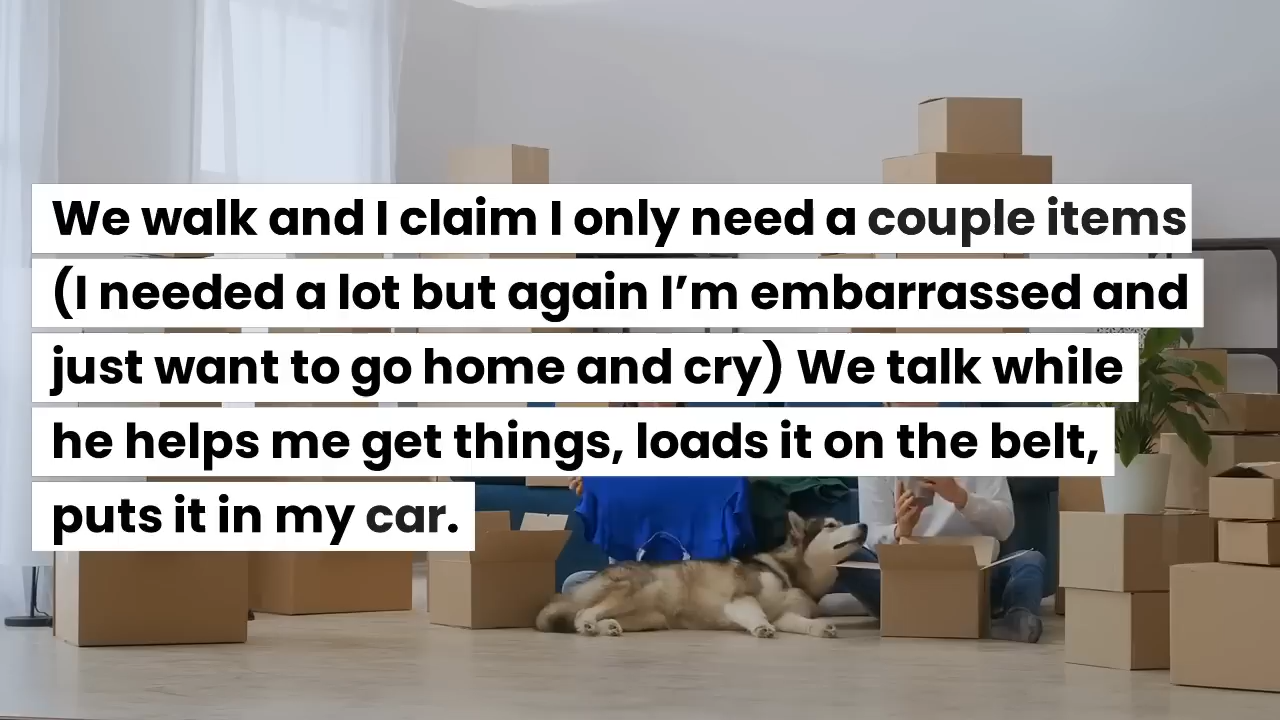 We walk and I claim I only need a couple items
(I needed a lot but again I’m embarrassed and
just want to go home and cry) We talk while
he helps me get things, loads it on the belt,
puts it in my car.